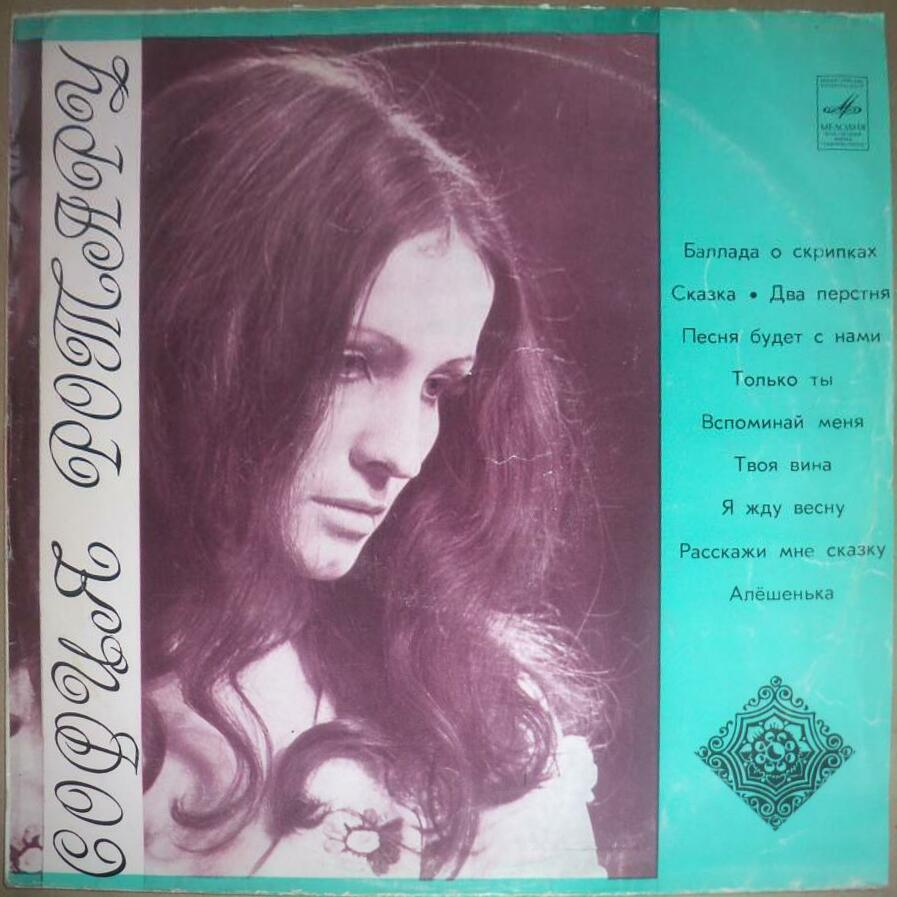 СОФИЯ РОТАРУ
МЕЛОДИЯ
Баллада о скрипках
Сказка • Два перстня
Песня будет с нами
Только ты
Вспоминай меня
Твоя вина
Я жду весну
Расскажи мне сказку
Алёшенька